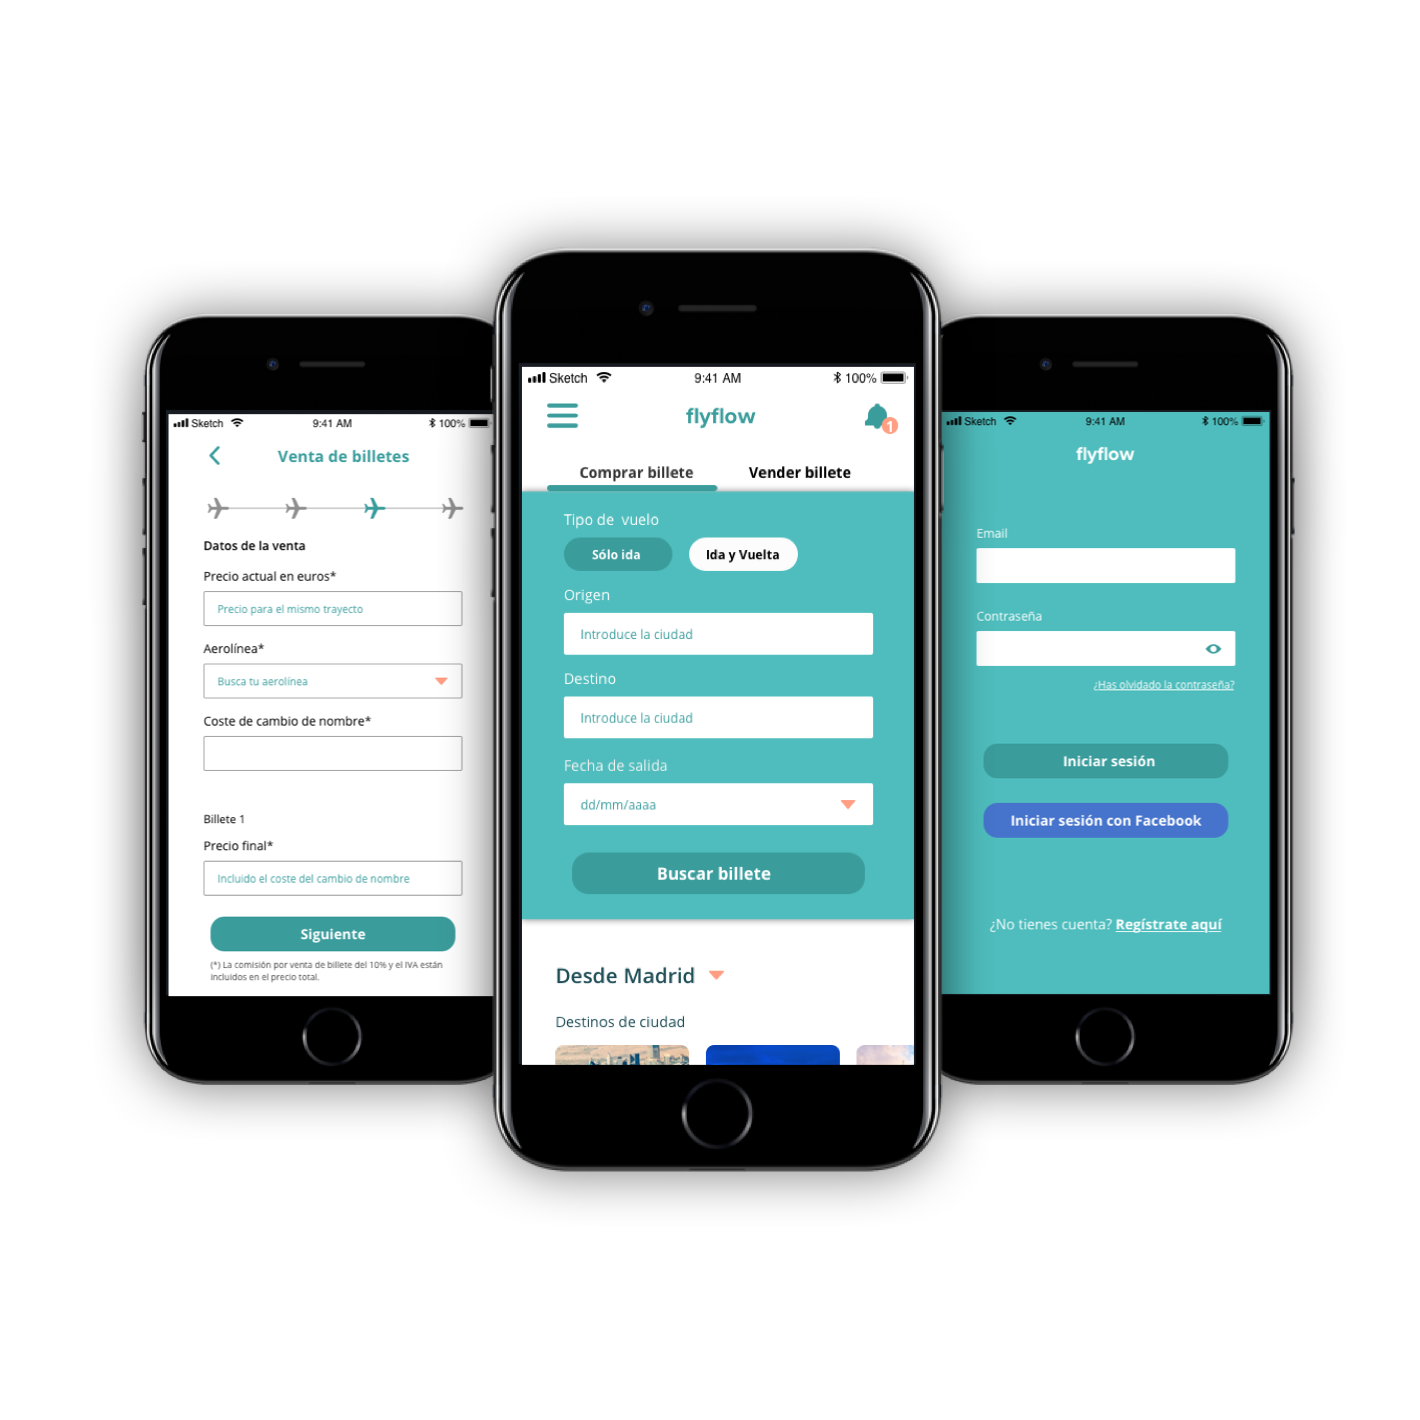 Sketch 9:41 AM 100%
Venta de billetes
Datos de la venta
Precio actual en euros*
Precio para el mismo trayecto
Aerolínea*
Busca tu aerolínea
Coste de cambio de nombre*
Billete 1
Precio final*
Incluido el coste del cambio de nombre
Siguiente
(*) La comisión por venta de billete del 10% y el IVA están
incluidos en el precio total.
Sketch 9:41 AM 100%
flyflow
1
Comprar billete Vender billete
Tipo de vuelo
Sólo ida Ida y Vuelta
Origen
Introduce la ciudad
Destino
Introduce la ciudad
Fecha de salida
dd/mm/aaaa
Buscar billete
Desde Madrid
Destinos de ciudad
Sketch 9:41 AM 100%
flyflow
Email
Contraseña
¿Has olvidado la contraseña?
Iniciar sesión
Iniciar sesión con Facebook
¿No tienes cuenta? Regístrate aquí